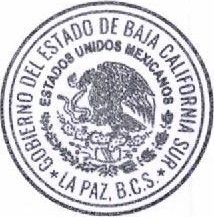 GOBIERNO DEL ESTADO DE BAJA CALIFORNIA SUR
ESTADOS UNIDOS MEXICANOS
LA PAZ, B.C.S.